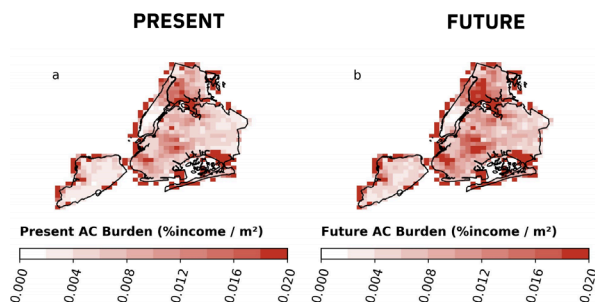 PRESENT
FUTURE
a
b
Present AC Burden (%income / m²)
Future AC Burden (%income / m²)
0.000
0.004
0.008
0.012
0.016
0.020
0.000
0.004
0.008
0.012
0.016
0.020